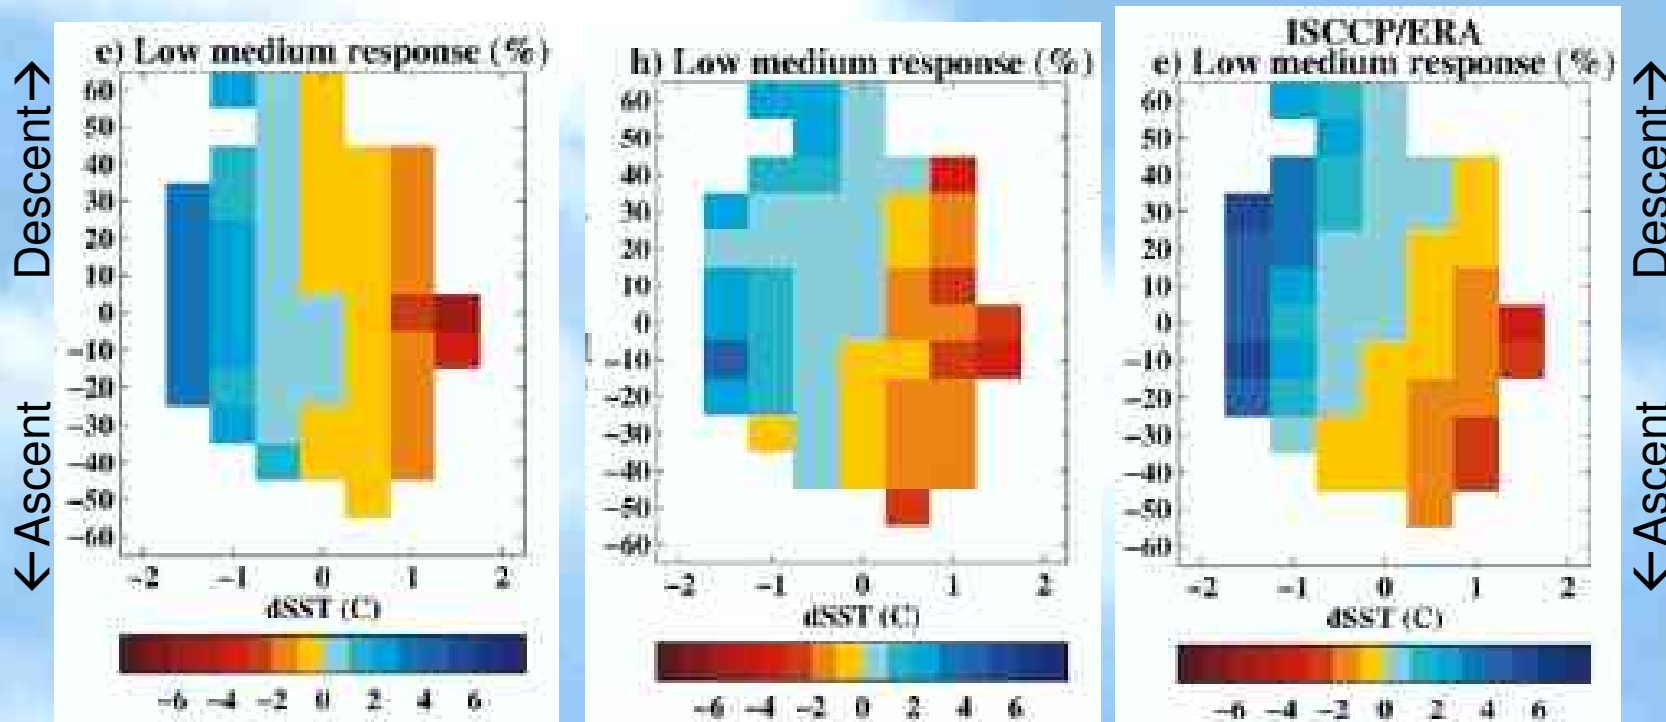 Descent→
←Ascent
e) Low medium response (%)
60
50
40
30
20
10
0
−10
−20
−30
−40
−50
−60
−2 −1 0 1 2
dSST (C)
−6 −4 −2 0 2 4 6
h) Low medium response (%)
60
50
40
30
20
10
0
−10
−20
−30
−40
−50
−60
−2 −1 0 1 2
dSST (C)
−6 −4 −2 0 2 4 6
ISCCP/ERA
e) Low medium response (%)
60
50
40
30
20
10
0
−10
−20
−30
−40
−50
−60
−2 −1 0 1 2
dSST (C)
−6 −4 −2 0 2 4 6
Descent→
←Ascent